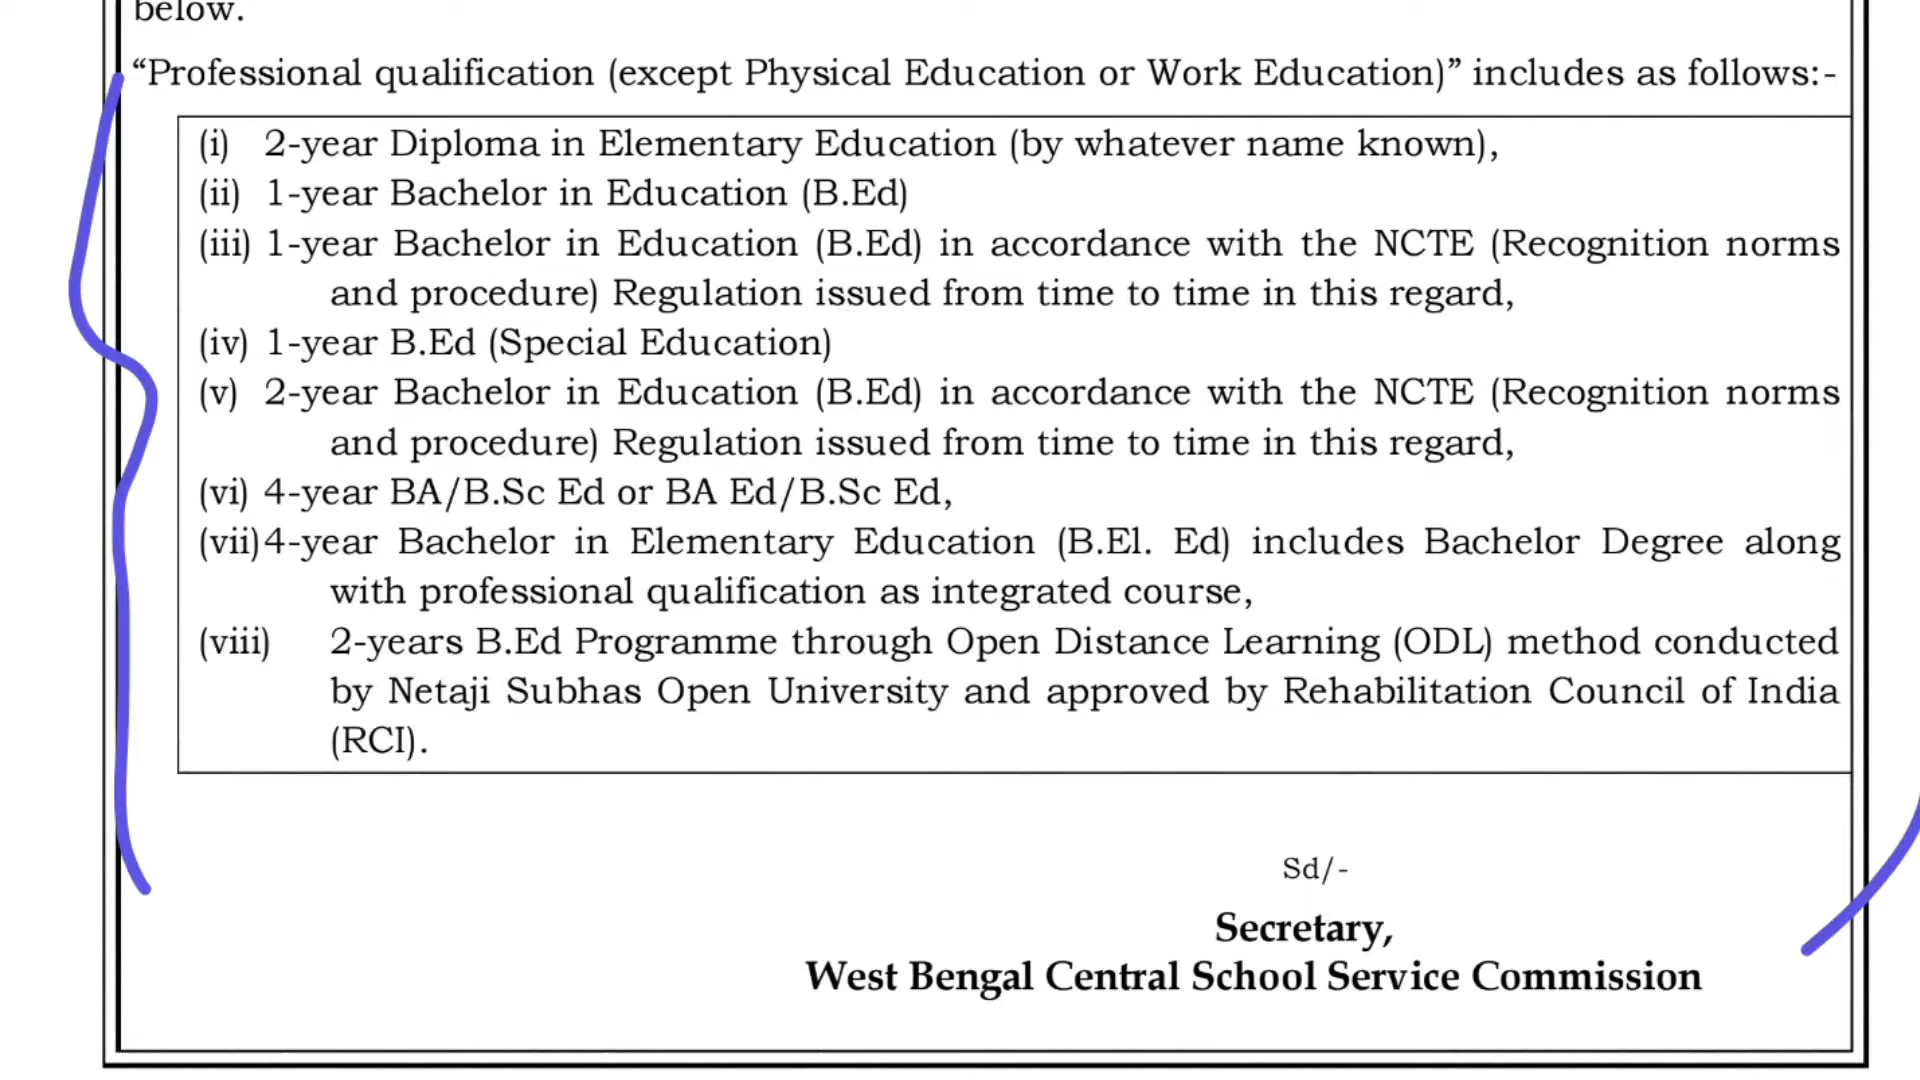 below.
“Professional qualification (except Physical Education or Work Education)” includes as follows:-
(i) 2-year Diploma in Elementary Education (by whatever name known),
(ii) 1-year Bachelor in Education (B.Ed)
(iii) 1-year Bachelor in Education (B.Ed) in accordance with the NCTE (Recognition norms
and procedure) Regulation issued from time to time in this regard,
(iv) 1-year B.Ed (Special Education)
(v) 2-year Bachelor in Education (B.Ed) in accordance with the NCTE (Recognition norms
and procedure) Regulation issued from time to time in this regard,
(vi) 4-year BA/B.Sc Ed or BA Ed/B.Sc Ed,
(vii) 4-year Bachelor in Elementary Education (B.El. Ed) includes Bachelor Degree along
with professional qualification as integrated course,
(viii) 2-years B.Ed Programme through Open Distance Learning (ODL) method conducted
by Netaji Subhas Open University and approved by Rehabilitation Council of India
(RCI).
Sd/-
Secretary,
West Bengal Central School Service Commission